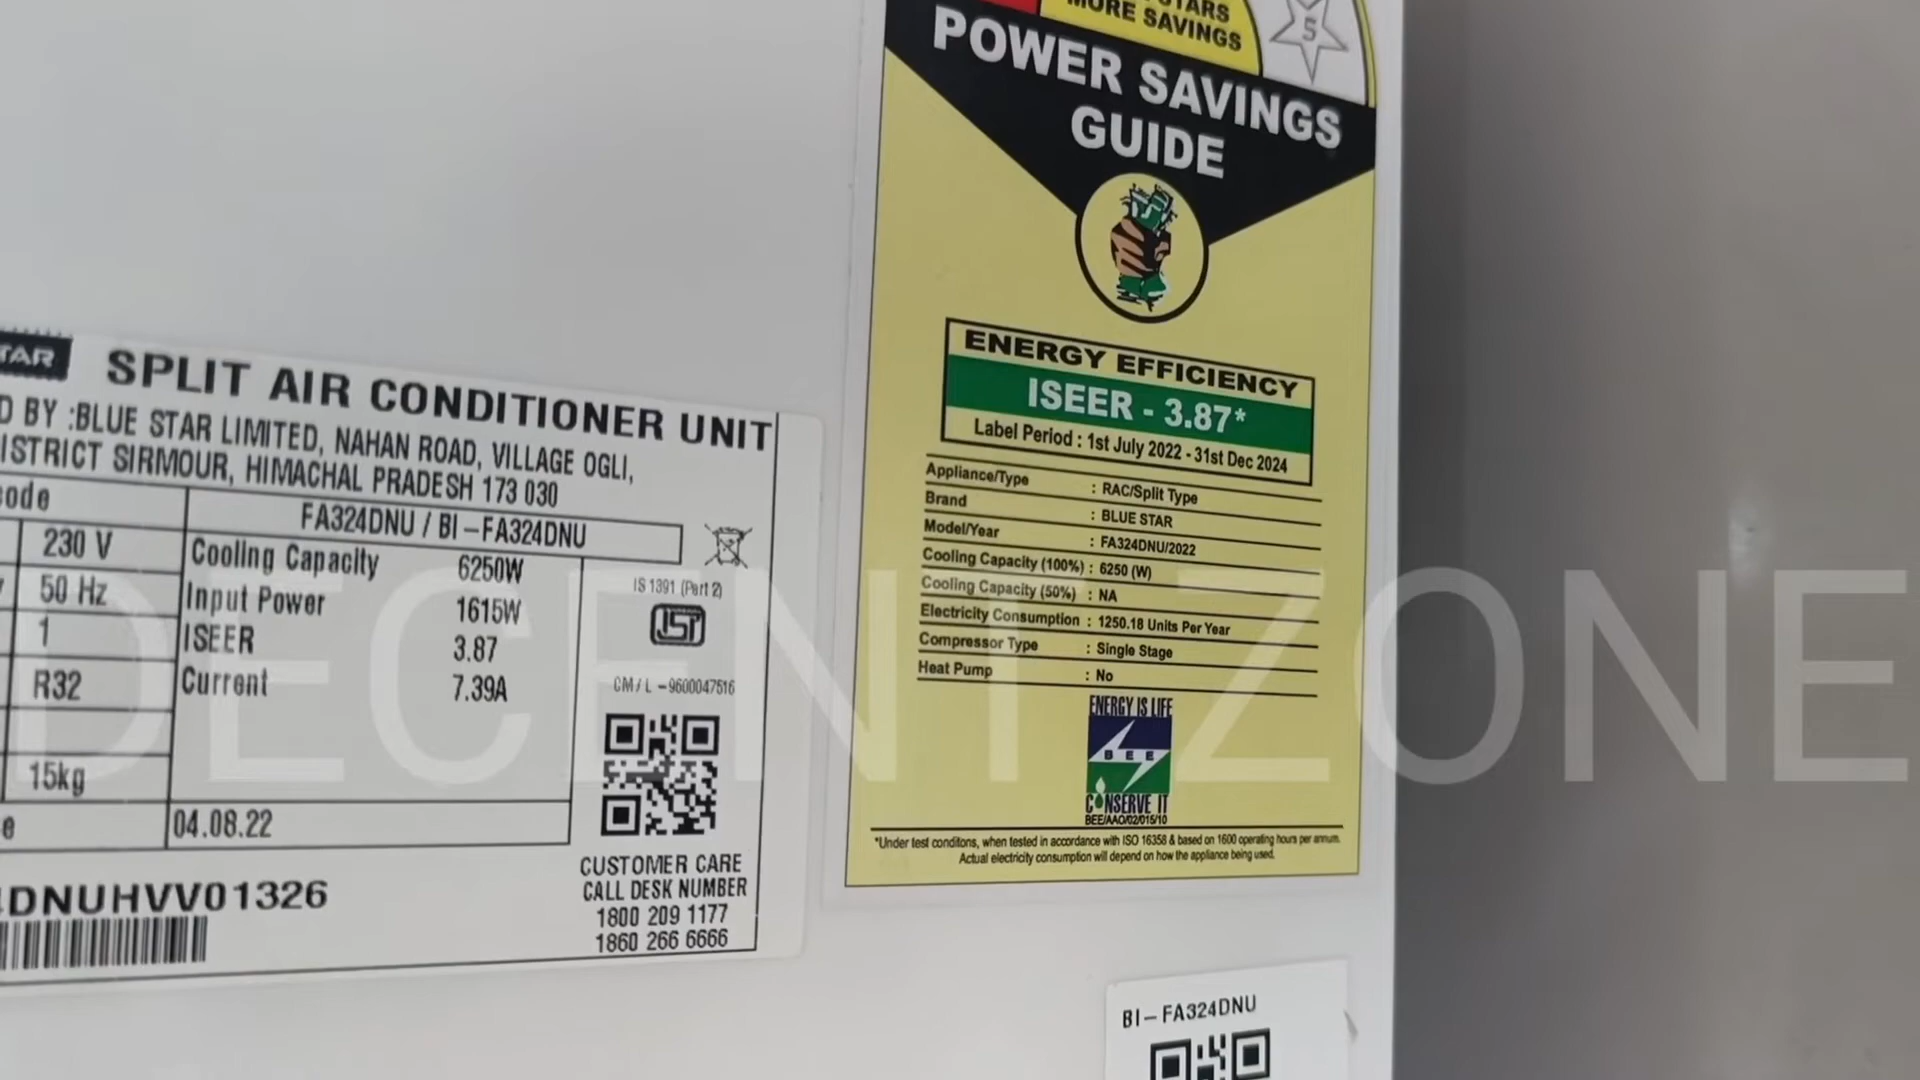 STARS
MORE SAVINGS
5
POWER SAVINGS
GUIDE
ENERGY EFFICIENCY
ISEER - 3.87*
Label Period : 1st July 2022 - 31st Dec 2024
Appliance/Type : RAC/Split Type
Brand : BLUE STAR
Model/Year : FA324DNU/2022
Cooling Capacity (100%) : 6250 (W)
Cooling Capacity (50%) : NA
Electricity Consumption : 1250.18 Units Per Year
Compressor Type : Single Stage
Heat Pump : No
ENERGY IS LIFE
BEE
CONSERVE IT
BEE/AAO/02/015/10
*Under test conditons, when tested in accordance with ISO 16358 & based on 1600 operating hours per annum.
Actual electricity consumption will depend on how the appliance being used.
TAR SPLIT AIR CONDITIONER UNIT
D BY :BLUE STAR LIMITED, NAHAN ROAD, VILLAGE OGLI,
ISTRICT SIRMOUR, HIMACHAL PRADESH 173 030
code FA324DNU / BI-FA324DNU
230 V Cooling Capacity 6250W
50 Hz Input Power 1615W
1 ISEER 3.87
R32 Current 7.39A
15kg
e 04.08.22
IS 1391 (Part 2)
CM/L-9600047516
DNUHVV01326
CUSTOMER CARE
CALL DESK NUMBER
1800 209 1177
1860 266 6666
BI-FA324DNU
DECENT ZONE